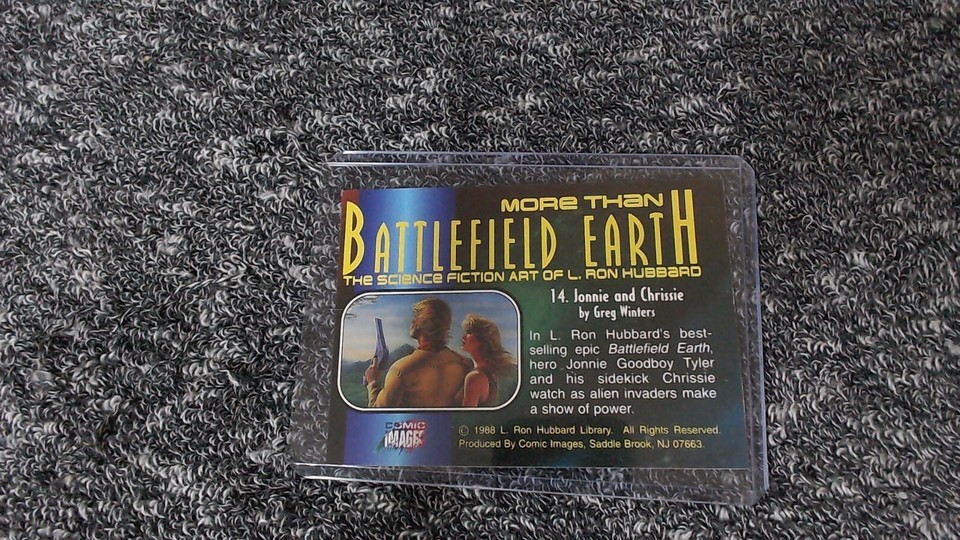 MORE THAN
BATTLEFIELD EARTH
THE SCIENCE FICTION ART OF L. RON HUBBARD
14. Jonnie and Chrissie
by Greg Winters
In L. Ron Hubbard's best-
selling epic Battlefield Earth,
hero Jonnie Goodboy Tyler
and his sidekick Chrissie
watch as alien invaders make
a show of power.
COMIC
IMAGES
© 1988 L. Ron Hubbard Library. All Rights Reserved.
Produced By Comic Images, Saddle Brook, NJ 07663.